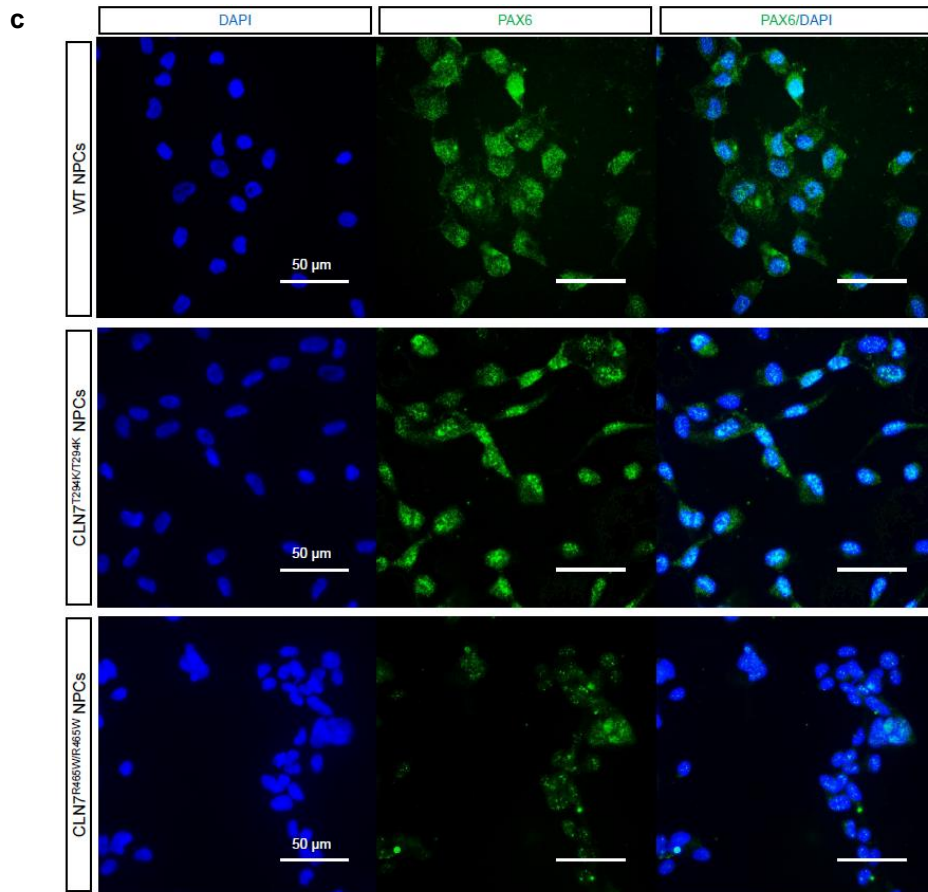 c
DAPI
PAX6
PAX6/DAPI
WT NPCs
50 µm
CLN7T294K/T294K NPCs
50 µm
CLN7R465W/R465W NPCs
50 µm